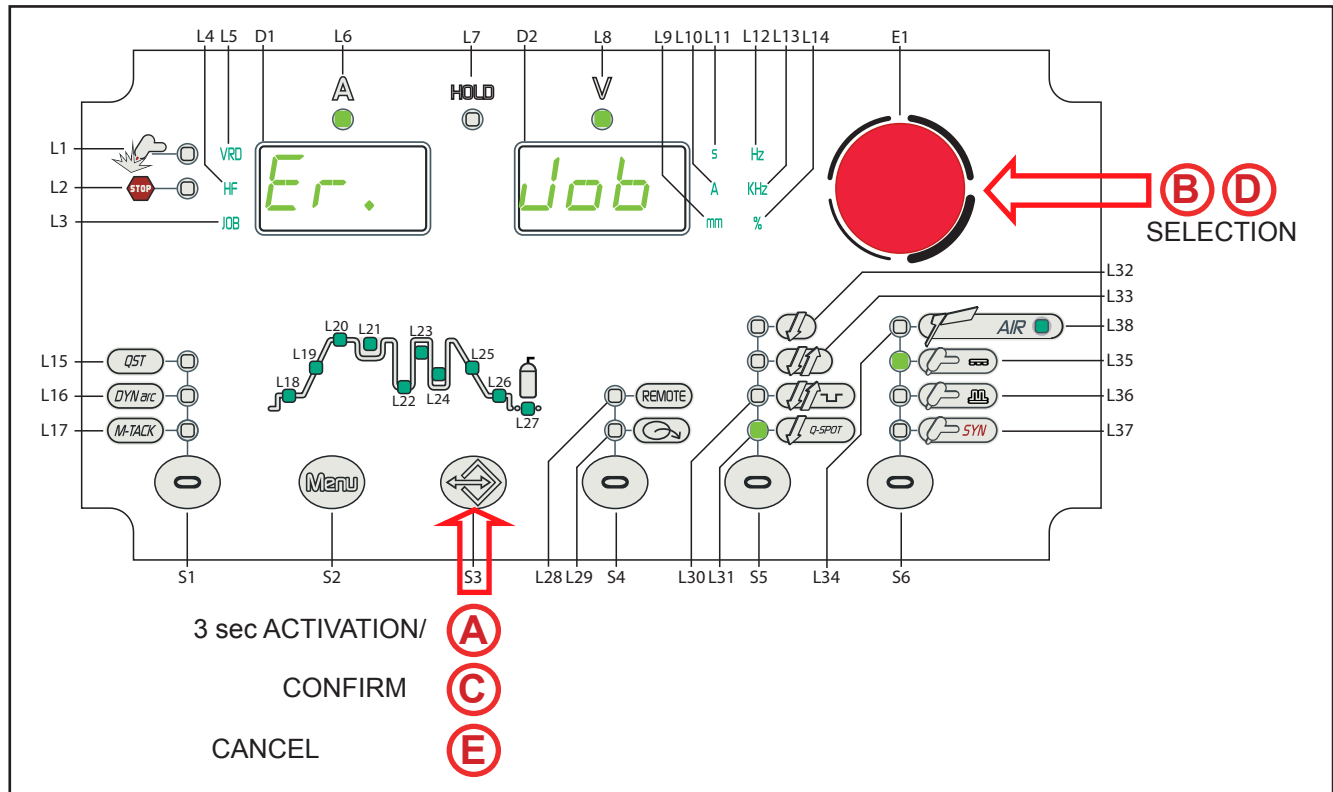 L4 L5 D1 L6 L7 D2 L8 L9 L10 L11 L12 L13 L14 E1
A HOLD V
L1 VRD s Hz
L2 STOP HF Er. Job A KHz B D
L3 JOB mm % SELECTION
L32
L33
L20 L21 L23 AIR L38
L15 QST L19 L25 L35
L18 L22 L24 L26
L16 DYN arc REMOTE L36
L27
L17 M-TACK Q-SPOT SYN L37
Menu
S1 S2 S3 L28 L29 S4 L30 L31 S5 L34 S6
3 sec ACTIVATION/ A
CONFIRM C
CANCEL E